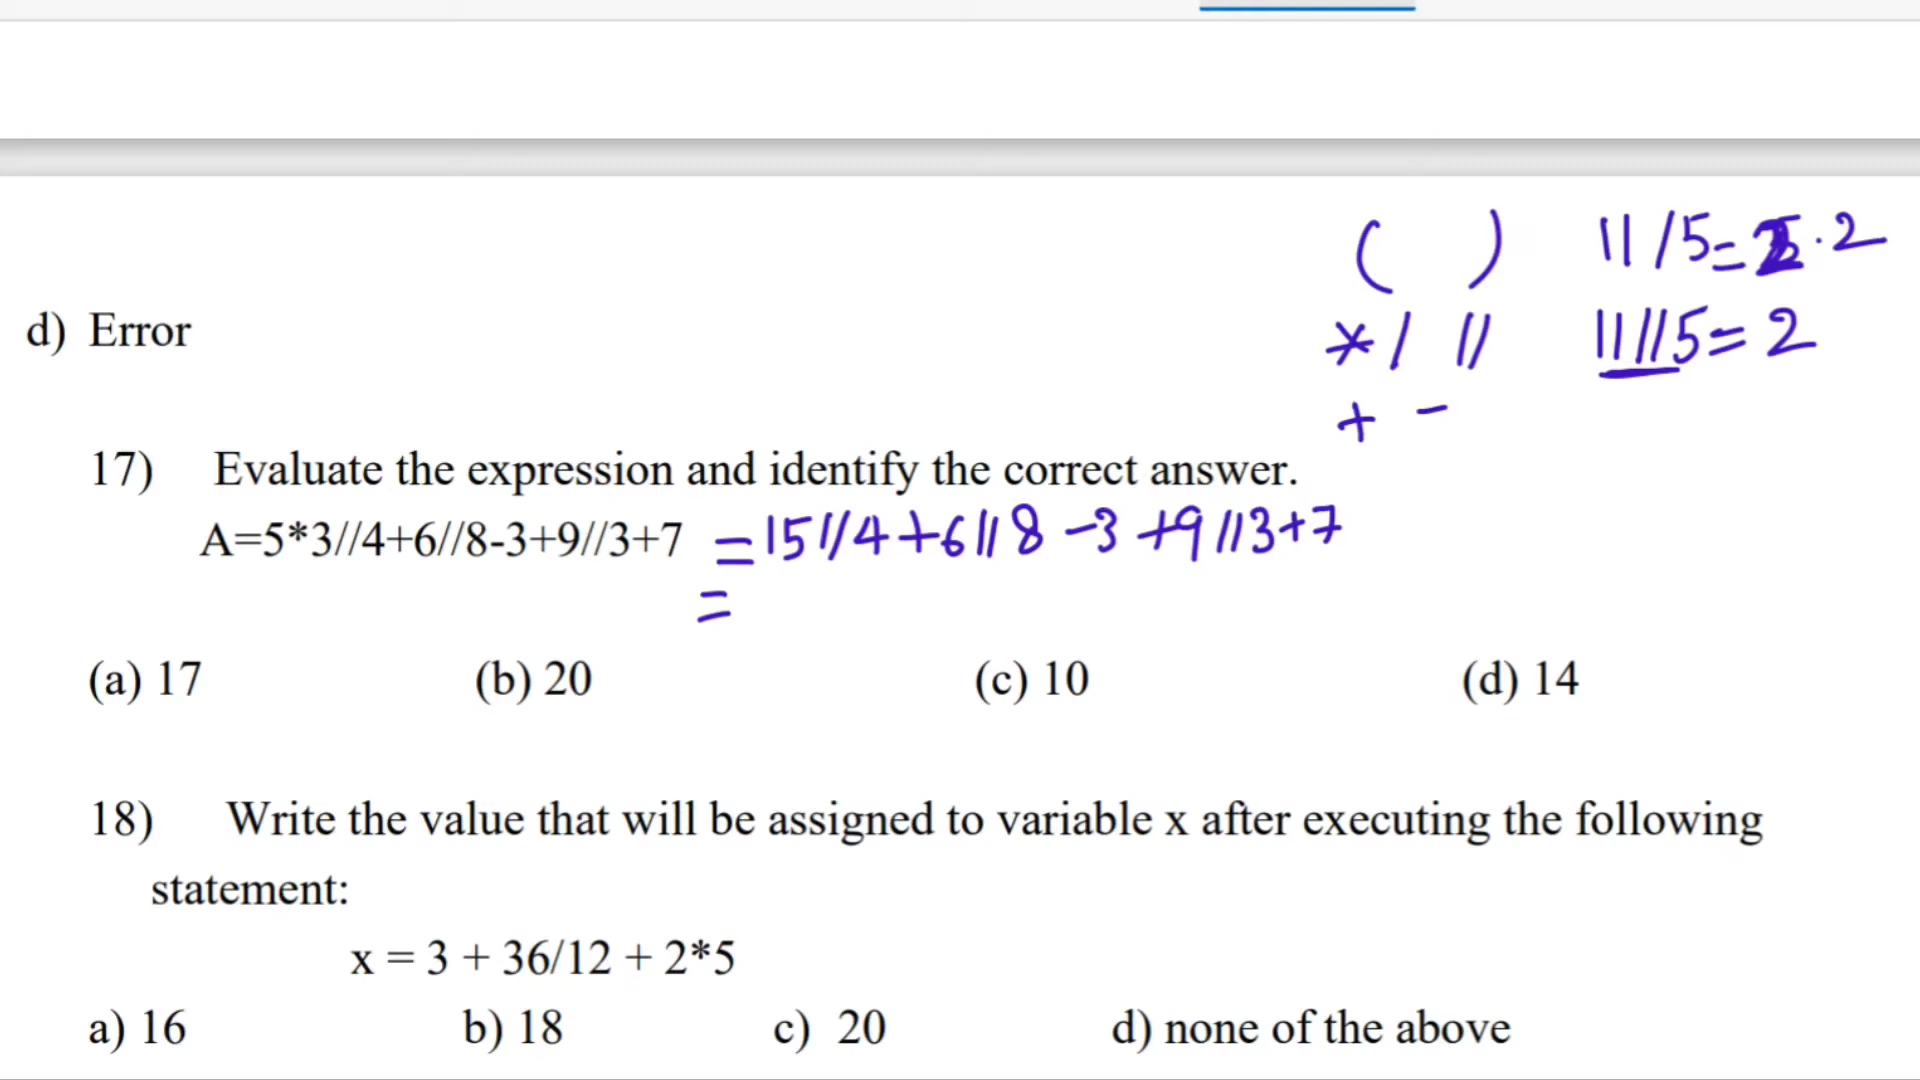 ( ) 11/5=2.2
d) Error
* / // 11//5=2
+ -
17) Evaluate the expression and identify the correct answer.
A=5*3//4+6//8-3+9//3+7 =15//4+6//8-3+9//3+7
=
(a) 17 (b) 20 (c) 10 (d) 14
18) Write the value that will be assigned to variable x after executing the following
statement:
x = 3 + 36/12 + 2*5
a) 16 b) 18 c) 20 d) none of the above